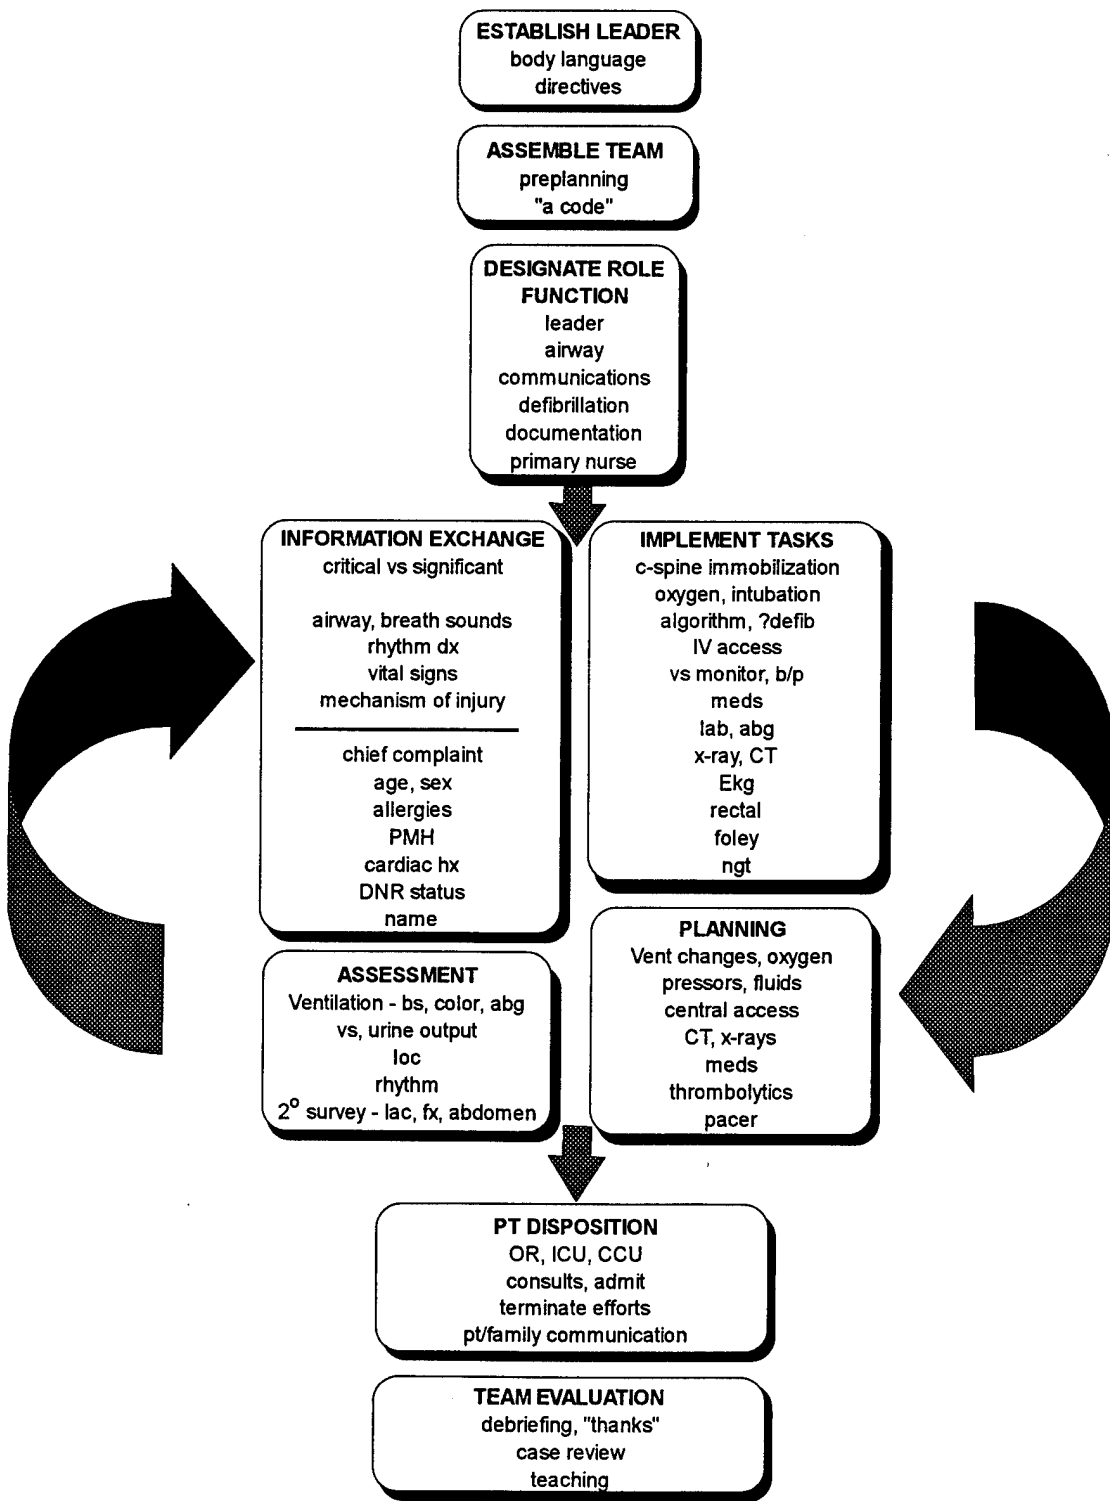 ESTABLISH LEADER
body language
directives
ASSEMBLE TEAM
preplanning
"a code"
DESIGNATE ROLE
FUNCTION
leader
airway
communications
defibrillation
documentation
primary nurse
INFORMATION EXCHANGE
critical vs significant
airway, breath sounds
rhythm dx
vital signs
mechanism of injury
chief complaint
age, sex
allergies
PMH
cardiac hx
DNR status
name
IMPLEMENT TASKS
c-spine immobilization
oxygen, intubation
algorithm, ?defib
IV access
vs monitor, b/p
meds
lab, abg
x-ray, CT
Ekg
rectal
foley
ngt
ASSESSMENT
Ventilation - bs, color, abg
vs, urine output
loc
rhythm
2° survey - lac, fx, abdomen
PLANNING
Vent changes, oxygen
pressors, fluids
central access
CT, x-rays
meds
thrombolytics
pacer
PT DISPOSITION
OR, ICU, CCU
consults, admit
terminate efforts
pt/family communication
TEAM EVALUATION
debriefing, "thanks"
case review
teaching